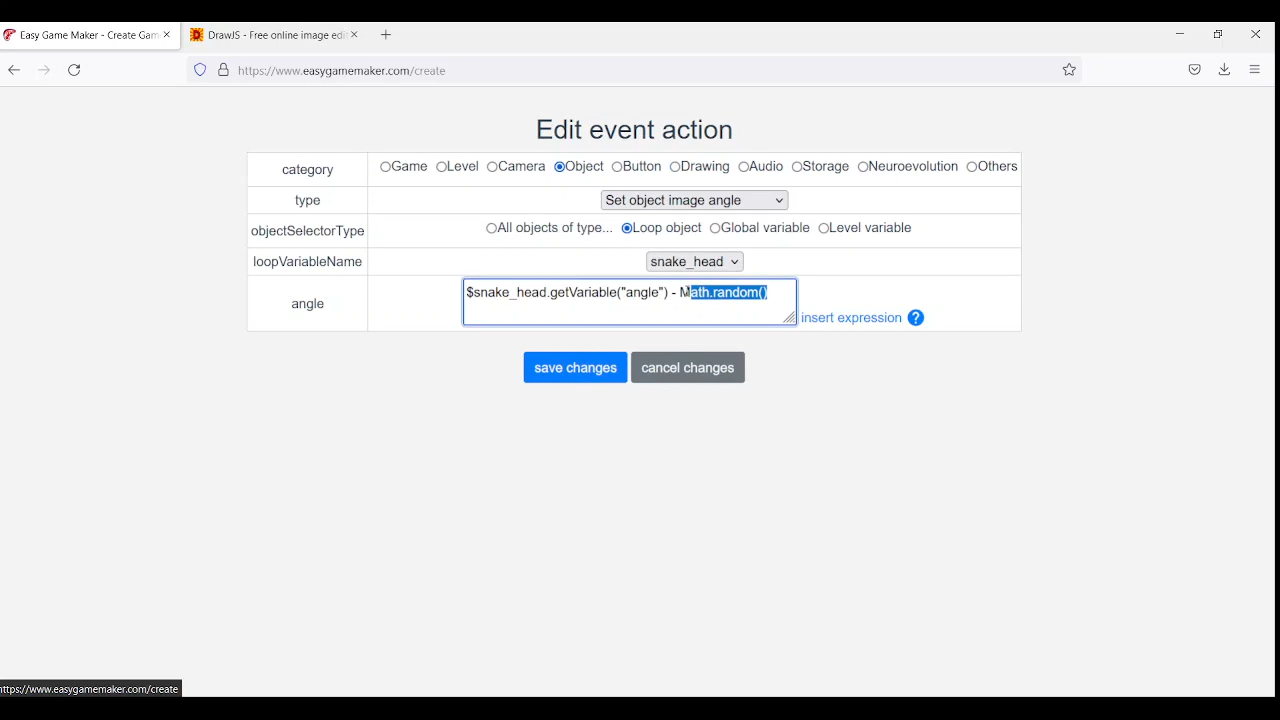 Easy Game Maker - Create Gam
DrawJS - Free online image edi
https://www.easygamemaker.com/create
Edit event action
category
Game Level Camera Object Button Drawing Audio Storage Neuroevolution Others
type
Set object image angle
objectSelectorType
All objects of type... Loop object Global variable Level variable
loopVariableName
snake_head
angle
$snake_head.getVariable("angle") - Math.random()
insert expression ?
save changes cancel changes
https://www.easygamemaker.com/create